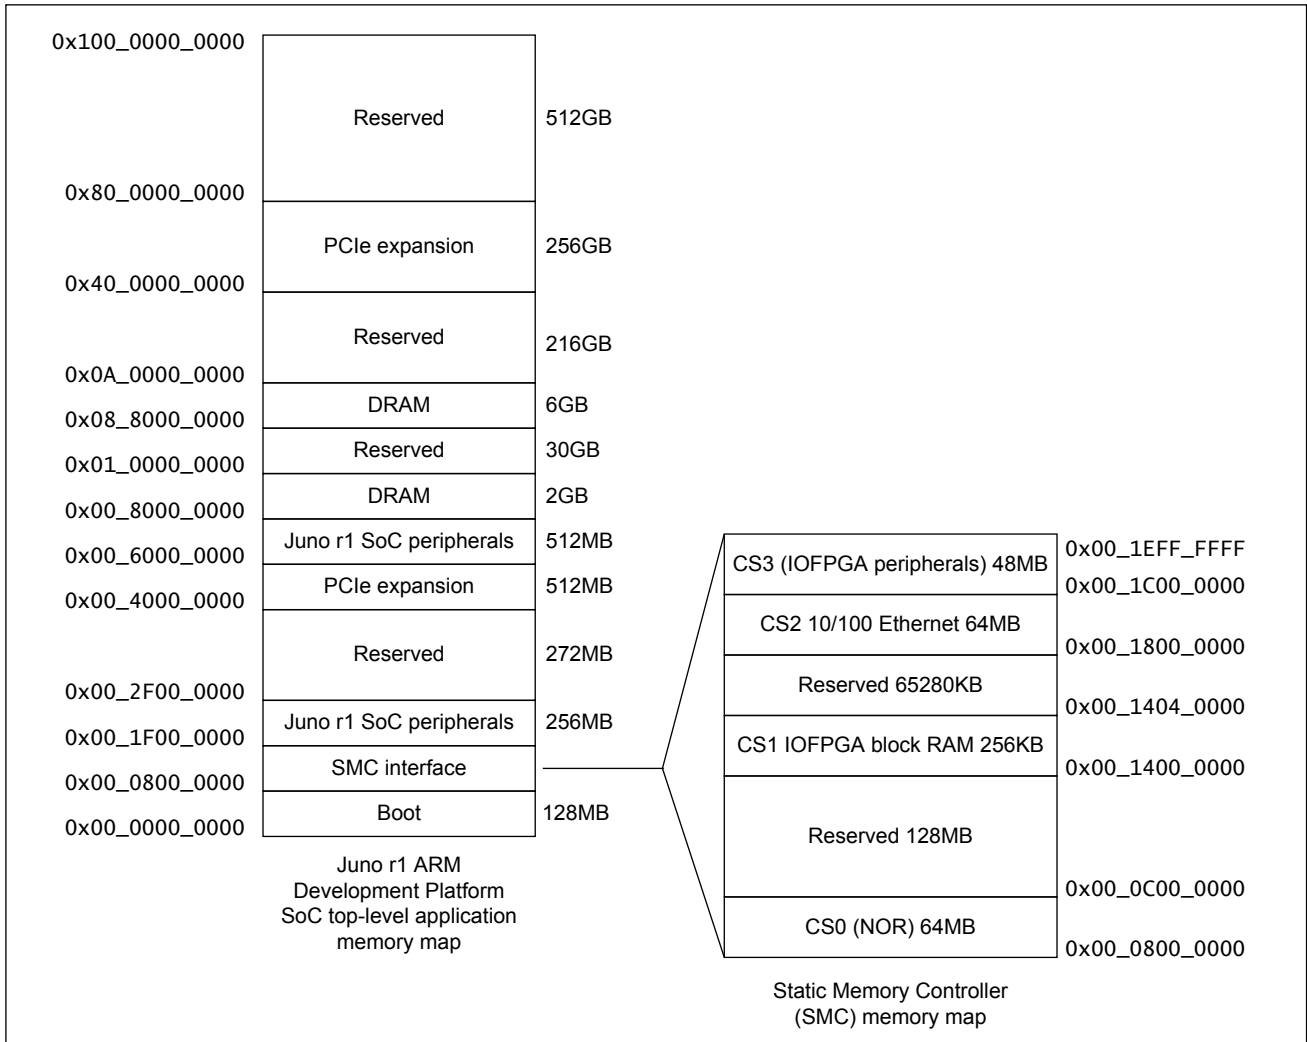 0x100_0000_0000
Reserved
512GB
0x80_0000_0000
PCIe expansion
256GB
0x40_0000_0000
Reserved
216GB
0x0A_0000_0000
DRAM
6GB
0x08_8000_0000
Reserved
30GB
0x01_0000_0000
DRAM
2GB
0x00_8000_0000
Juno r1 SoC peripherals
512MB
0x00_6000_0000
PCIe expansion
512MB
0x00_4000_0000
Reserved
272MB
0x00_2F00_0000
Juno r1 SoC peripherals
256MB
0x00_1F00_0000
SMC interface
0x00_0800_0000
Boot
128MB
0x00_0000_0000
Juno r1 ARM
Development Platform
SoC top-level application
memory map
0x00_1EFF_FFFF
CS3 (IOFPGA peripherals) 48MB
0x00_1C00_0000
CS2 10/100 Ethernet 64MB
0x00_1800_0000
Reserved 65280KB
0x00_1404_0000
CS1 IOFPGA block RAM 256KB
0x00_1400_0000
Reserved 128MB
0x00_0C00_0000
CS0 (NOR) 64MB
0x00_0800_0000
Static Memory Controller
(SMC) memory map